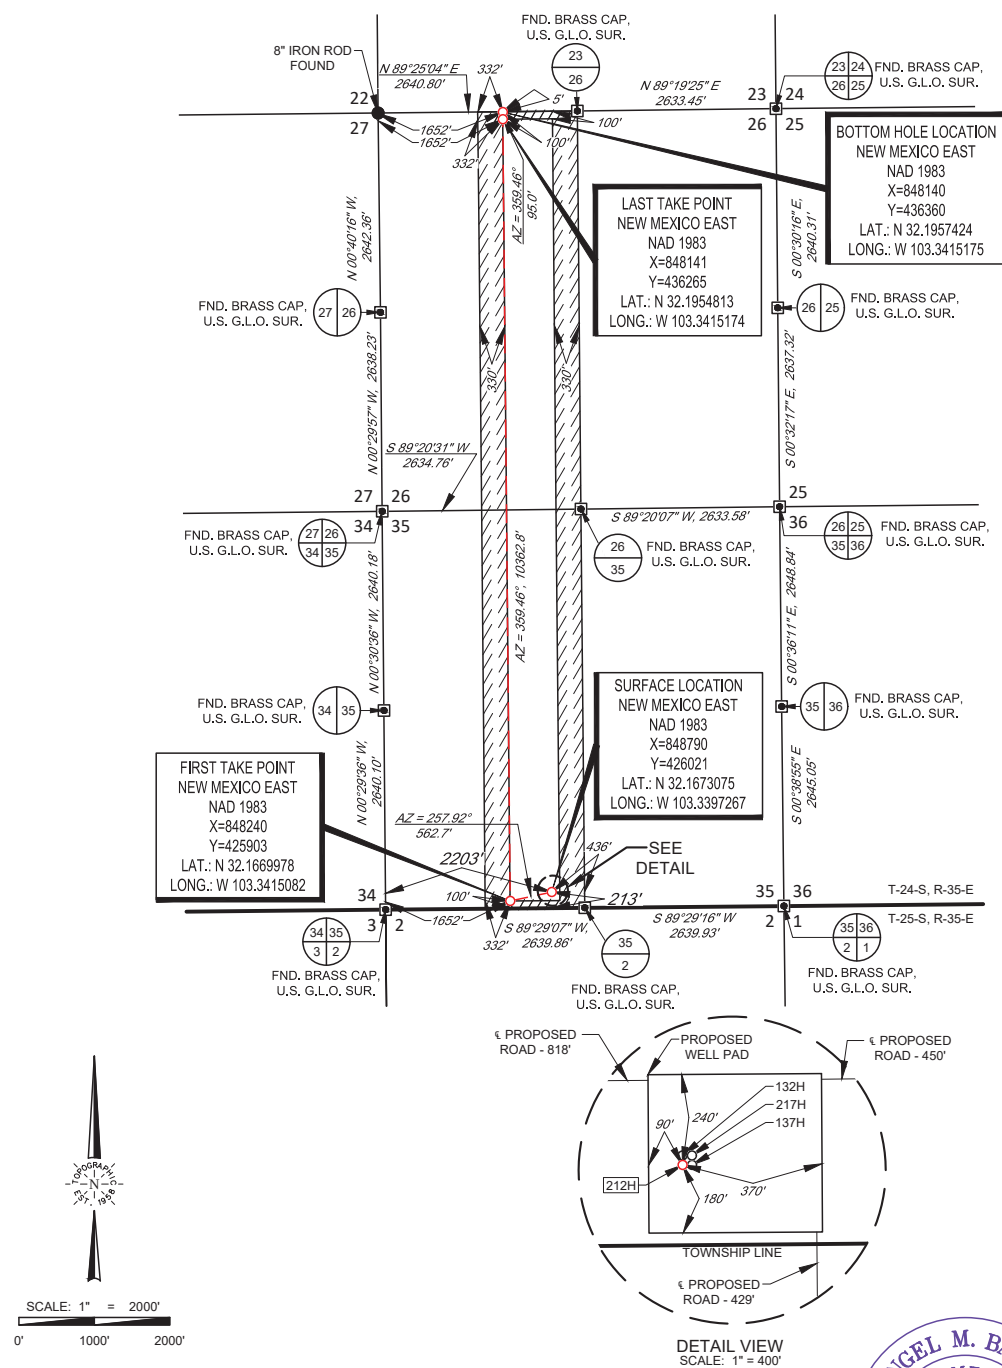 FND. BRASS CAP,
U.S. G.L.O. SUR.
23
26
8" IRON ROD
FOUND
N 89°25'04" E
2640.80'
332'
5'
N 89°19'25" E
2633.45'
23 24
26 25
23 24
26 25
FND. BRASS CAP,
U.S. G.L.O. SUR.
22
27
1652'
1652'
332'
100'
100'
BOTTOM HOLE LOCATION
NEW MEXICO EAST
NAD 1983
X=848140
Y=436360
LAT.: N 32.1957424
LONG.: W 103.3415175
AZ = 359.46°
95.0'
LAST TAKE POINT
NEW MEXICO EAST
NAD 1983
X=848141
Y=436265
LAT.: N 32.1954813
LONG.: W 103.3415174
N 00°40'16" W,
2642.36'
S 00°30'16" E,
2640.31'
FND. BRASS CAP,
U.S. G.L.O. SUR.
27 26
26 25
FND. BRASS CAP,
U.S. G.L.O. SUR.
330'
330'
N 00°29'57" W, 2638.23'
S 00°32'17" E, 2637.32'
S 89°20'31" W
2634.76'
27 26
34 35
25
36
S 89°20'07" W, 2633.58'
FND. BRASS CAP,
U.S. G.L.O. SUR.
27 26
34 35
26
35
FND. BRASS CAP,
U.S. G.L.O. SUR.
26 25
35 36
FND. BRASS CAP,
U.S. G.L.O. SUR.
AZ = 359.46°, 10362.8'
N 00°30'36" W, 2640.18'
S 00°36'11" E, 2648.84'
FND. BRASS CAP,
U.S. G.L.O. SUR.
34 35
SURFACE LOCATION
NEW MEXICO EAST
NAD 1983
X=848790
Y=426021
LAT.: N 32.1673075
LONG.: W 103.3397267
35 36
FND. BRASS CAP,
U.S. G.L.O. SUR.
FIRST TAKE POINT
NEW MEXICO EAST
NAD 1983
X=848240
Y=425903
LAT.: N 32.1669978
LONG.: W 103.3415082
N 00°29'36" W,
2640.10'
S 00°38'55" E
2645.05'
AZ = 257.92°
562.7'
2203'
436'
SEE
DETAIL
100'
213'
34
3 2
1652'
332'
S 89°29'07" W,
2639.86'
S 89°29'16" W
2639.93'
35 36
2 1
T-24-S, R-35-E
T-25-S, R-35-E
34 35
3 2
FND. BRASS CAP,
U.S. G.L.O. SUR.
35
2
FND. BRASS CAP,
U.S. G.L.O. SUR.
35 36
2 1
FND. BRASS CAP,
U.S. G.L.O. SUR.
℄ PROPOSED
ROAD - 818'
PROPOSED
WELL PAD
℄ PROPOSED
ROAD - 450'
132H
217H
137H
240'
90'
212H
180'
370'
TOWNSHIP LINE
℄ PROPOSED
ROAD - 429'
DETAIL VIEW
SCALE: 1" = 400'
TOPOGRAPHIC
N
EST. 1958
SCALE: 1" = 2000'
0' 1000' 2000'